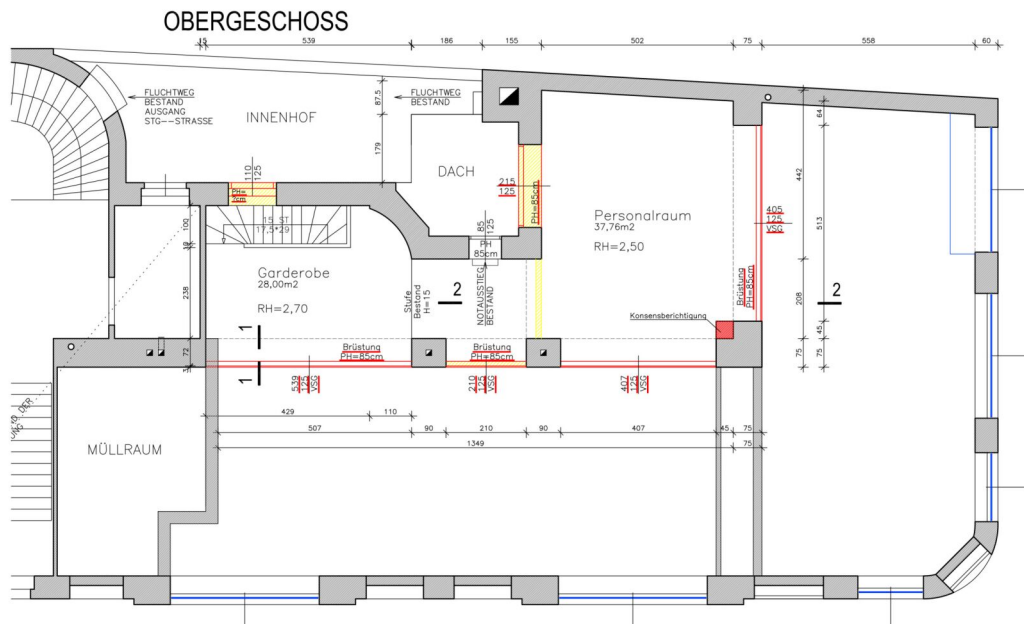 OBERGESCHOSS
15 539 186 155 502 75 558 60
FLUCHTWEG
BESTAND
AUSGANG
STG--STRASSE
INNENHOF
FLUCHTWEG
BESTAND
87,5
179
DACH
110
125
PH=
7cm
215
125
PH=85cm
85
125
PH
85cm
NOTAUSSTIEG
BESTAND
15 ST
17,5*29
Garderobe
28,00m2
RH=2,70
Stufe
Bestand
H=15
2
Personalraum
37,76m2
RH=2,50
Konsensberichtigung
Brüstung
PH=85cm
405
125
VSG
64
442
513
208
45
75
75
2
100
19
238
72
3
1
1
Brüstung
PH=85cm
Brüstung
PH=85cm
539
125
VSG
210
125
VSG
407
125
VSG
429 110
507 90 210 90 407 45 75
1349 75
MÜLLRAUM